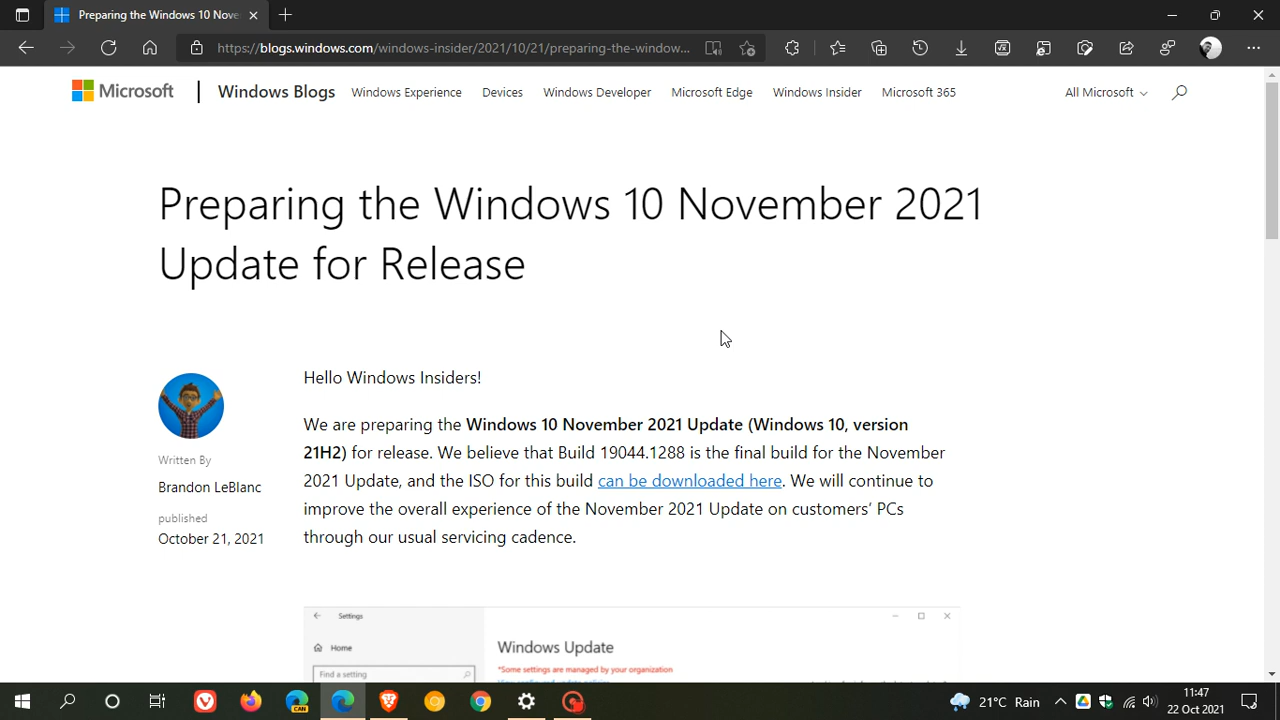 Preparing the Windows 10 Nove
https://blogs.windows.com/windows-insider/2021/10/21/preparing-the-window...
Microsoft
Windows Blogs
Windows Experience
Devices
Windows Developer
Microsoft Edge
Windows Insider
Microsoft 365
All Microsoft
Preparing the Windows 10 November 2021
Update for Release
Hello Windows Insiders!
We are preparing the Windows 10 November 2021 Update (Windows 10, version
21H2) for release. We believe that Build 19044.1288 is the final build for the November
2021 Update, and the ISO for this build can be downloaded here. We will continue to
improve the overall experience of the November 2021 Update on customers’ PCs
through our usual servicing cadence.
Written By
Brandon LeBlanc
published
October 21, 2021
Settings
Home
Find a setting
Windows Update
*Some settings are managed by your organization
View configured update policies
CAN
21°C Rain
11:47
22 Oct 2021